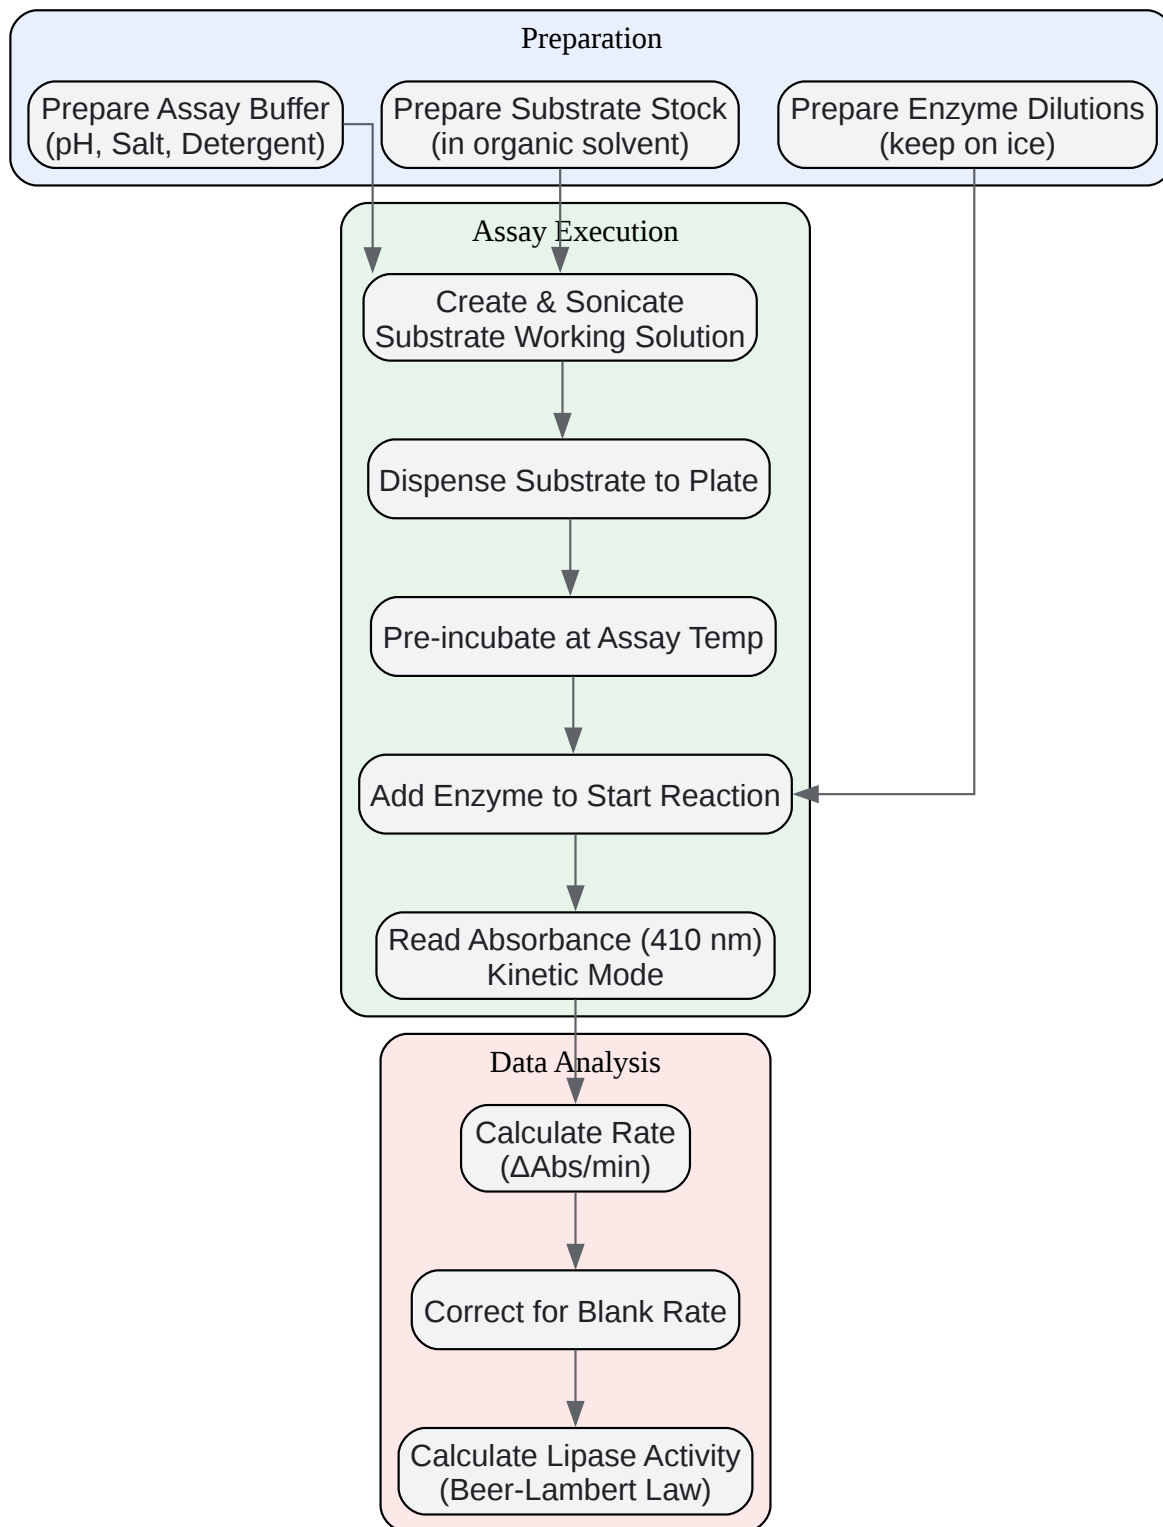 Preparation
Prepare Assay Buffer
(pH, Salt, Detergent)
Prepare Substrate Stock
(in organic solvent)
Prepare Enzyme Dilutions
(keep on ice)
Assay Execution
Create & Sonicate
Substrate Working Solution
Dispense Substrate to Plate
Pre-incubate at Assay Temp
Add Enzyme to Start Reaction
Read Absorbance (410 nm)
Kinetic Mode
Data Analysis
Calculate Rate
(ΔAbs/min)
Correct for Blank Rate
Calculate Lipase Activity
(Beer-Lambert Law)